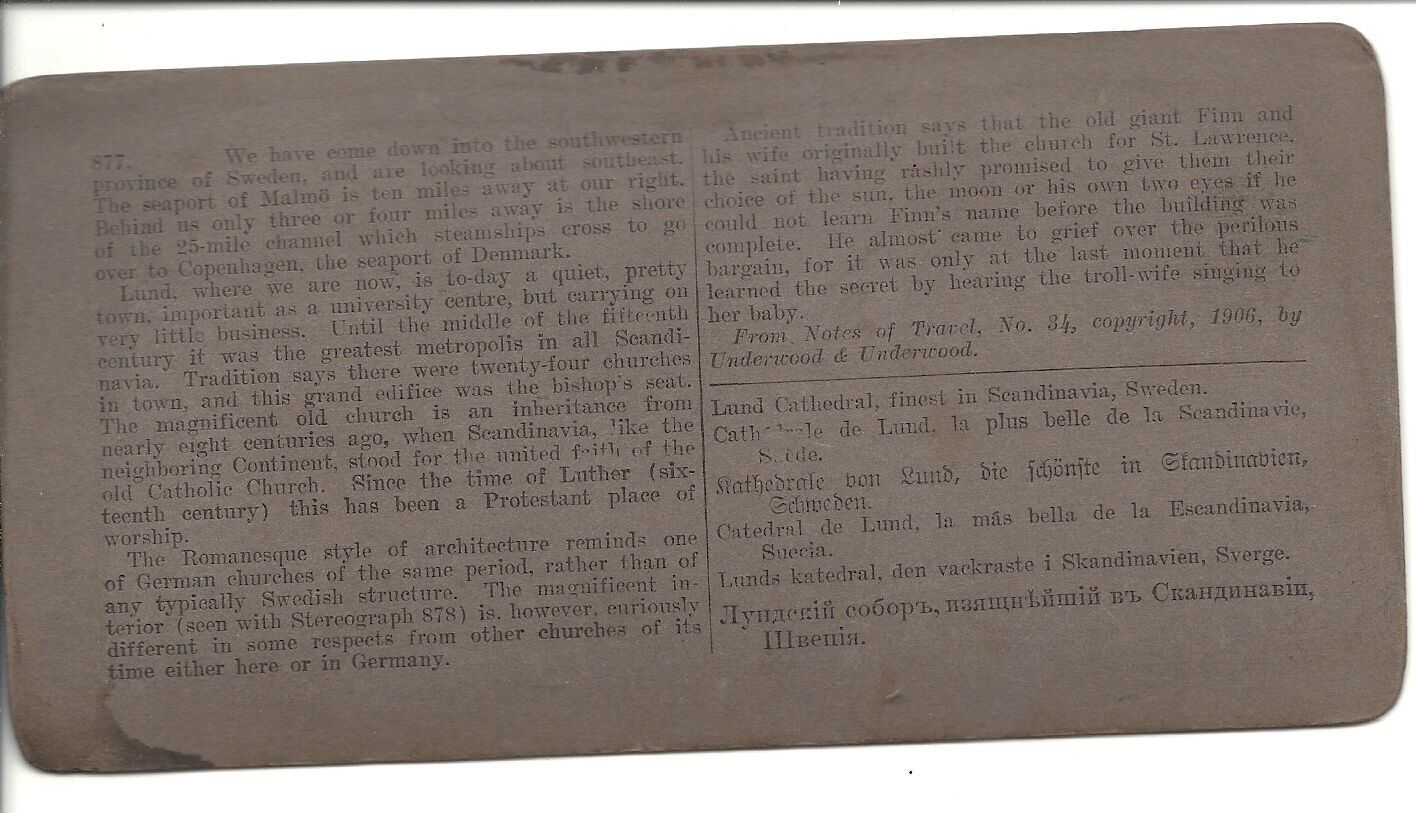 877. We have come down into the southwestern
province of Sweden, and are looking about southeast.
The seaport of Malmö is ten miles away at our right.
Behind us only three or four miles away is the shore
of the 25-mile channel which steamships cross to go
over to Copenhagen, the seaport of Denmark.
Lund, where we are now, is to-day a quiet, pretty
town, important as a university centre, but carrying on
very little business. Until the middle of the fifteenth
century it was the greatest metropolis in all Scandi-
navia. Tradition says there were twenty-four churches
in town, and this grand edifice was the bishop's seat.
The magnificent old church is an inheritance from
nearly eight centuries ago, when Scandinavia, like the
neighboring Continent, stood for the united faith of the
old Catholic Church. Since the time of Luther (six-
teenth century) this has been a Protestant place of
worship.
The Romanesque style of architecture reminds one
of German churches of the same period, rather than of
any typically Swedish structure. The magnificent in-
terior (seen with Stereograph 878) is, however, curiously
different in some respects from other churches of its
time either here or in Germany.
Ancient tradition says that the old giant Finn and
his wife originally built the church for St. Lawrence,
the saint having rashly promised to give them their
choice of the sun, the moon or his own two eyes if he
could not learn Finn's name before the building was
complete. He almost came to grief over the perilous
bargain, for it was only at the last moment that he
learned the secret by hearing the troll-wife singing to
her baby.
From Notes of Travel, No. 34, copyright, 1906, by
Underwood & Underwood.
Lund Cathedral, finest in Scandinavia, Sweden.
de Lund, la plus belle de la Scandinavie,
Kathedrale von Lund, die schönste in Skandinavien,
Schweden.
Catedral de Lund, la más bella de la Escandinavia,
Suecia.
Lunds katedral, den vackraste i Skandinavien, Sverge.
Лундскій соборъ, изящнѣйшій въ Скандинавіи,
Швеція.